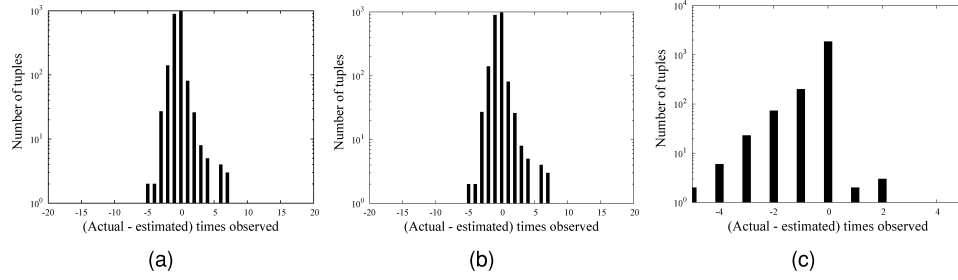 10^3
10^2
10^1
10^0
Number of tuples
-20 -15 -10 -5 0 5 10 15 20
(Actual - estimated) times observed
(a)
10^3
10^2
10^1
10^0
Number of tuples
-20 -15 -10 -5 0 5 10 15 20
(Actual - estimated) times observed
(b)
10^4
10^3
10^2
10^1
10^0
Number of tuples
-4 -2 0 2 4
(Actual - estimated) times observed
(c)